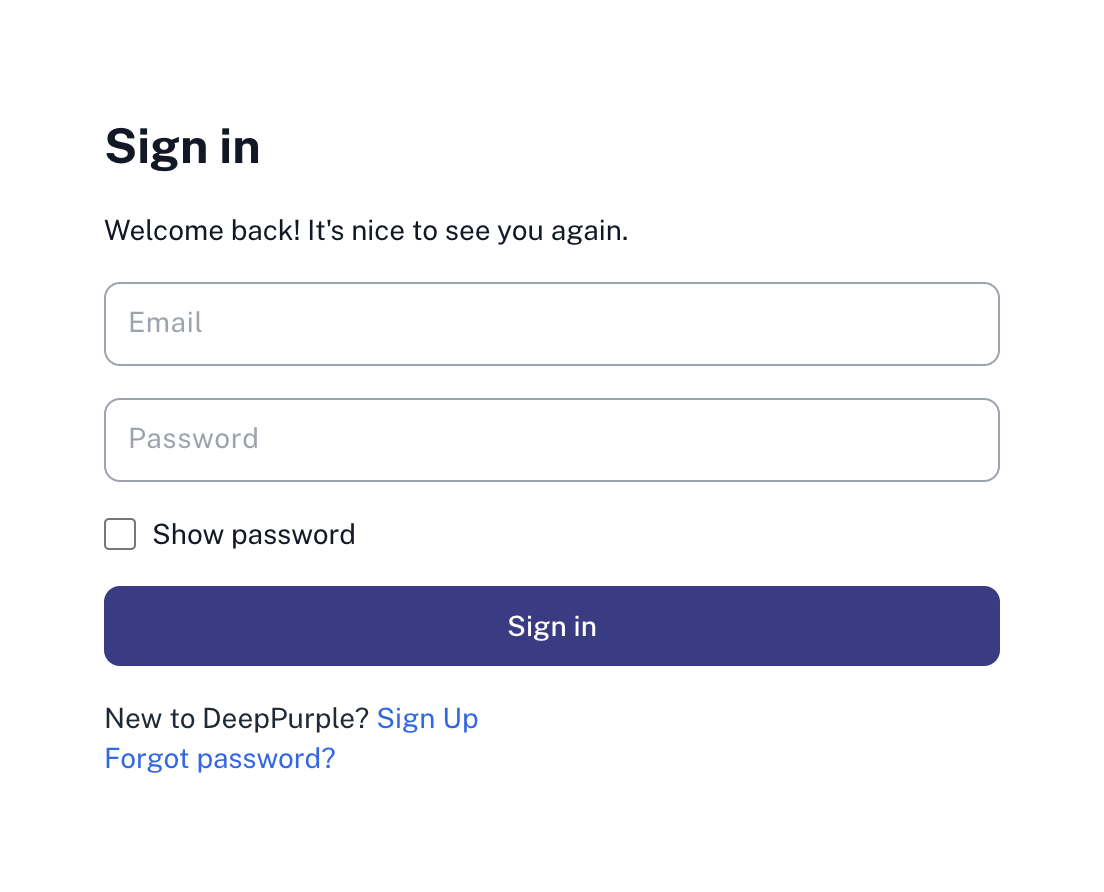 Sign in
Welcome back! It's nice to see you again.
Email
Password
Show password
Sign in
New to DeepPurple? Sign Up
Forgot password?